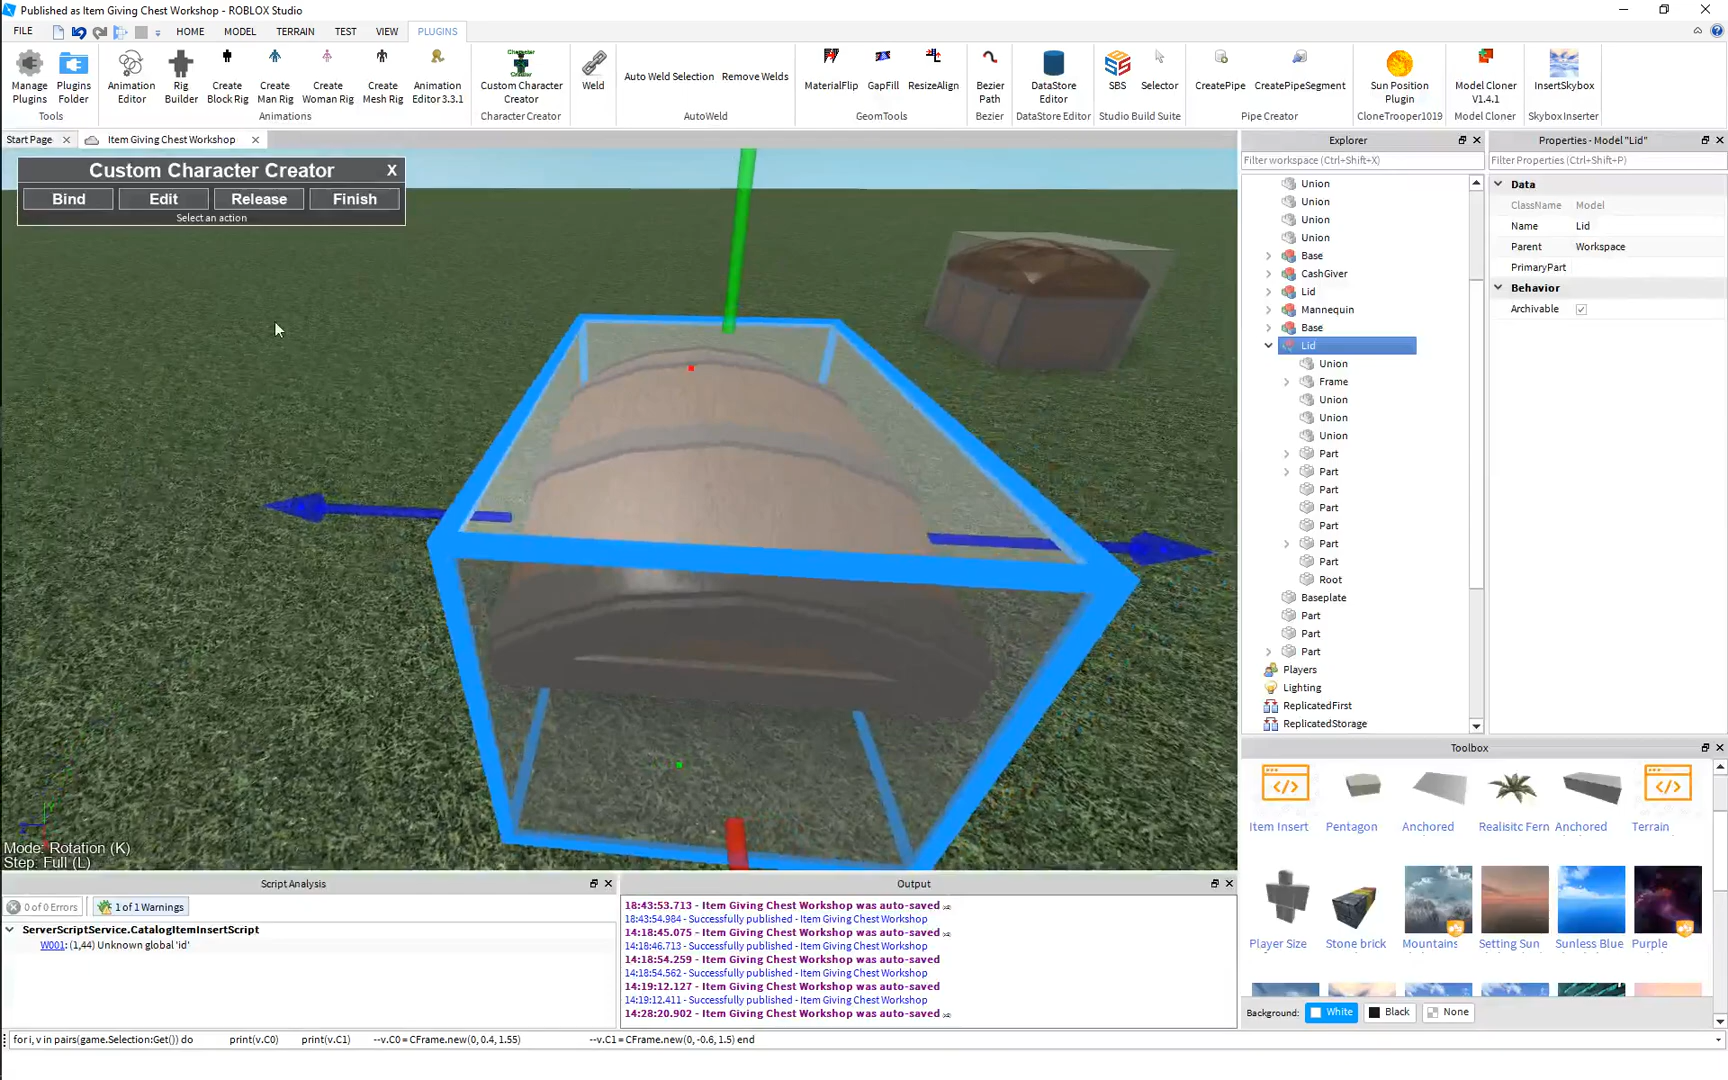 Published as Item Giving Chest Workshop - ROBLOX Studio
FILE HOME MODEL TERRAIN TEST VIEW PLUGINS
Manage Plugins
Plugins Folder
Tools
Animation Editor
Rig Builder
Create Block Rig
Create Man Rig
Create Woman Rig
Create Mesh Rig
Animation Editor 3.3.1
Animations
Custom Character Creator
Character Creator
Weld
Auto Weld Selection
Remove Welds
AutoWeld
MaterialFlip
GapFill
ResizeAlign
GeomTools
Bezier Path
Bezier
DataStore Editor
DataStore Editor
SBS
Selector
Studio Build Suite
CreatePipe
CreatePipeSegment
Pipe Creator
Sun Position Plugin
CloneTrooper1019
Model Cloner V1.4.1
Model Cloner
InsertSkybox
Skybox Inserter
Start Page
Item Giving Chest Workshop
Custom Character Creator X
Bind Edit Release Finish
Select an action
Mode: Rotation (K)
Step: Full (L)
Explorer
Filter workspace (Ctrl+Shift+X)
Union
Union
Union
Union
Base
CashGiver
Lid
Mannequin
Base
Lid
Union
Frame
Union
Union
Union
Part
Part
Part
Part
Part
Part
Part
Root
Baseplate
Part
Part
Part
Players
Lighting
ReplicatedFirst
ReplicatedStorage
Properties - Model "Lid"
Filter Properties (Ctrl+Shift+P)
Data
ClassName Model
Name Lid
Parent Workspace
PrimaryPart
Behavior
Archivable
Toolbox
Item Insert Pentagon Anchored Realisitc Fern Anchored Terrain
Player Size Stone brick Mountains Setting Sun Sunless Blue Purple
Background: White Black None
Script Analysis
0 of 0 Errors 1 of 1 Warnings
ServerScriptService.CatalogItemInsertScript
W001: (1,44) Unknown global 'id'
Output
18:43:53.713 - Item Giving Chest Workshop was auto-saved
18:43:54.984 - Successfully published - Item Giving Chest Workshop
14:18:45.075 - Item Giving Chest Workshop was auto-saved
14:18:46.713 - Successfully published - Item Giving Chest Workshop
14:18:54.259 - Item Giving Chest Workshop was auto-saved
14:18:54.562 - Successfully published - Item Giving Chest Workshop
14:19:12.127 - Item Giving Chest Workshop was auto-saved
14:19:12.411 - Successfully published - Item Giving Chest Workshop
14:28:20.902 - Item Giving Chest Workshop was auto-saved
for i, v in pairs(game.Selection:Get()) do print(v.C0) print(v.C1) --v.C0 = CFrame.new(0, 0.4, 1.55) --v.C1 = CFrame.new(0, -0.6, 1.5) end